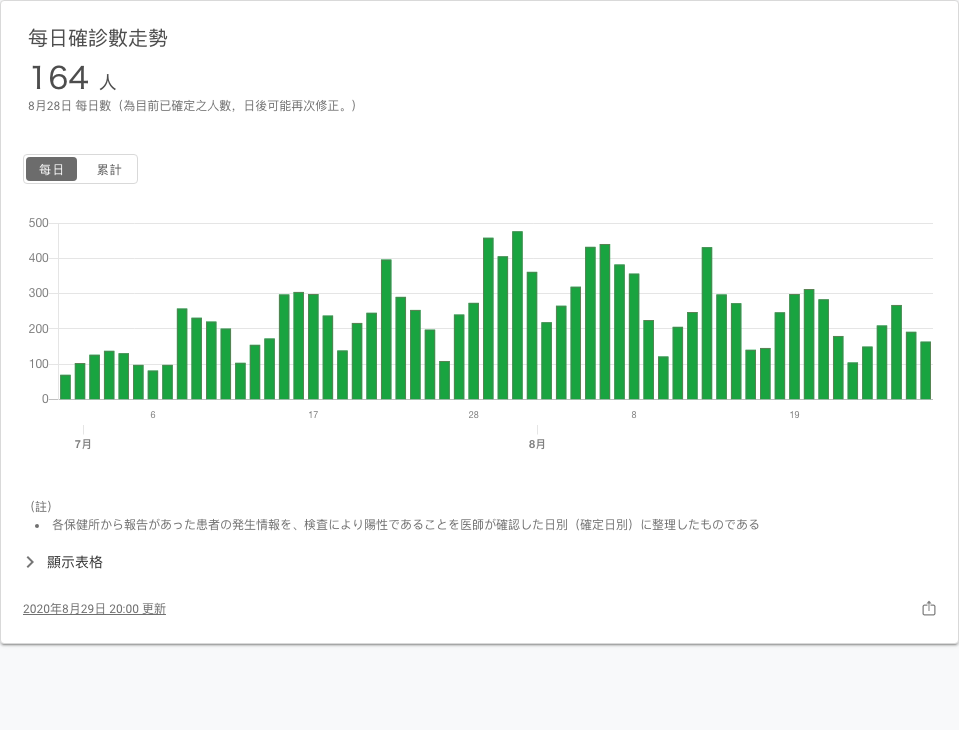 每日確診數走勢
164 人
8月28日 每日數（為目前已確定之人數，日後可能再次修正。）
每日 累計
500
400
300
200
100
0
6 17 28 8 19
7月 8月
（註）
• 各保健所から報告があった患者の発生情報を、検査により陽性であることを医師が確認した日別（確定日別）に整理したものである
顯示表格
2020年8月29日 20:00 更新